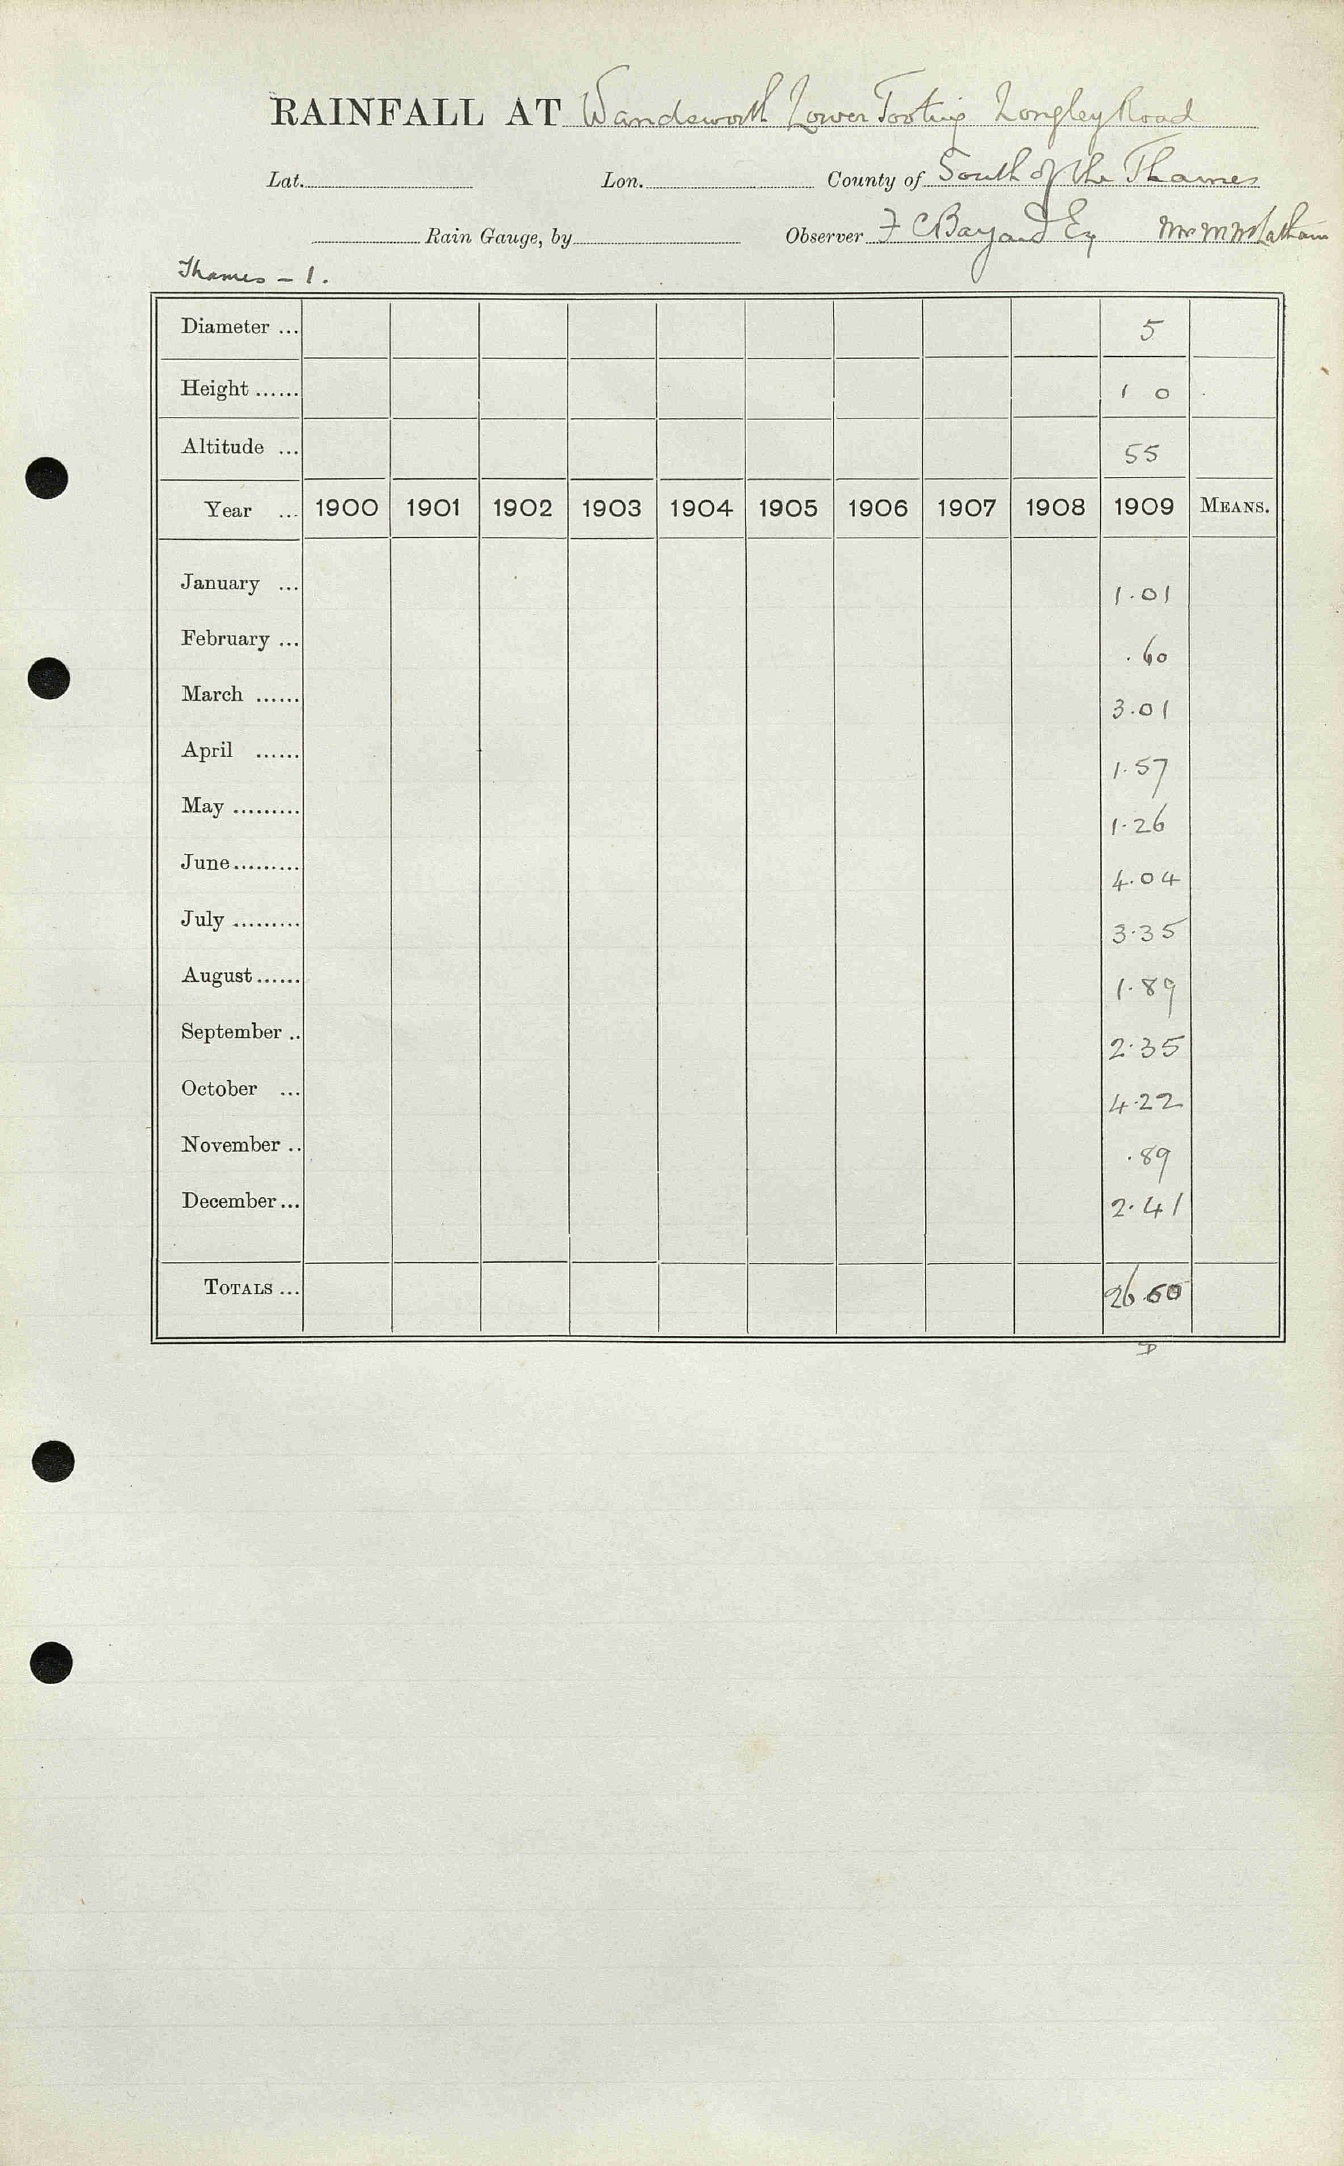 RAINFALL AT Wandsworth Lower Tooting Longley Road
Lat. Lon. County of South of the Thames
Rain Gauge, by Observer F C Bayard Esq Mr M W Latham
Thames - 1.
Diameter ... 5
Height ...... 1 0
Altitude ... 55
Year ... 1900 1901 1902 1903 1904 1905 1906 1907 1908 1909 MEANS.
January ... 1.01
February ... .60
March ...... 3.01
April ...... 1.57
May ......... 1.26
June......... 4.04
July ......... 3.35
August...... 1.89
September .. 2.35
October ... 4.22
November .. .89
December... 2.41
TOTALS ... 26.60
D